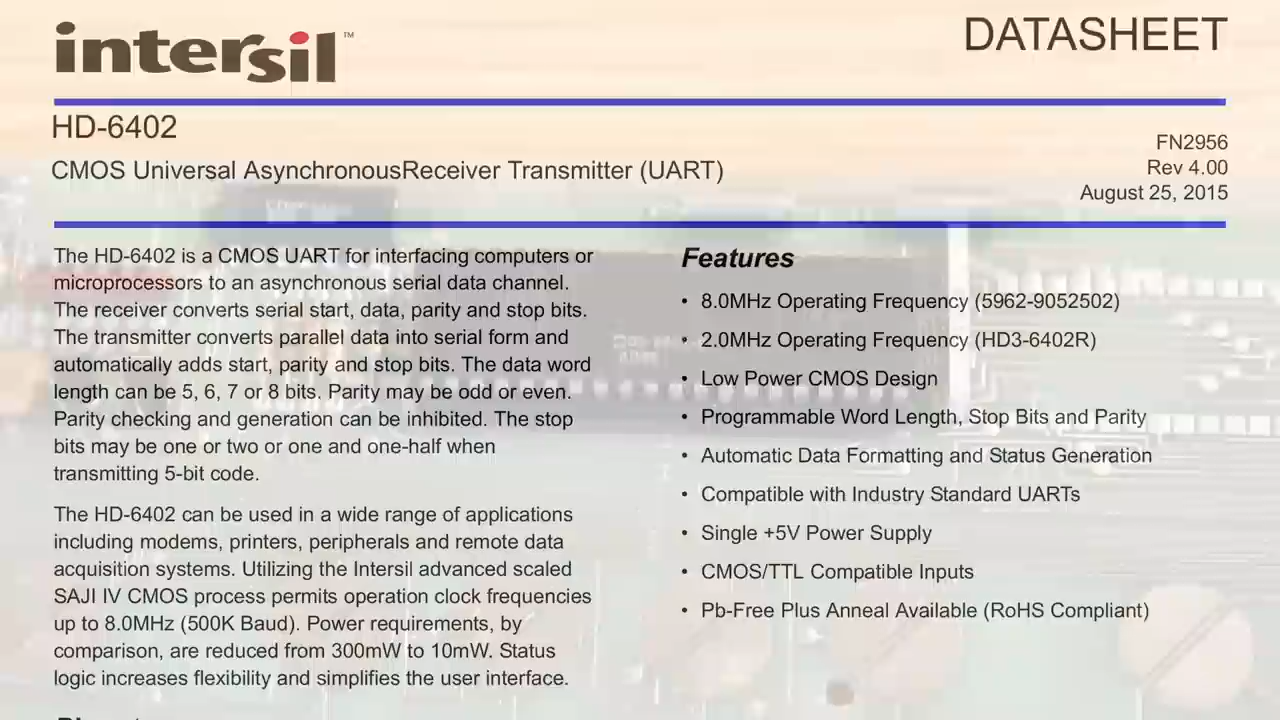 intersil™
DATASHEET
HD-6402
CMOS Universal AsynchronousReceiver Transmitter (UART)
FN2956
Rev 4.00
August 25, 2015
The HD-6402 is a CMOS UART for interfacing computers or
microprocessors to an asynchronous serial data channel.
The receiver converts serial start, data, parity and stop bits.
The transmitter converts parallel data into serial form and
automatically adds start, parity and stop bits. The data word
length can be 5, 6, 7 or 8 bits. Parity may be odd or even.
Parity checking and generation can be inhibited. The stop
bits may be one or two or one and one-half when
transmitting 5-bit code.
The HD-6402 can be used in a wide range of applications
including modems, printers, peripherals and remote data
acquisition systems. Utilizing the Intersil advanced scaled
SAJI IV CMOS process permits operation clock frequencies
up to 8.0MHz (500K Baud). Power requirements, by
comparison, are reduced from 300mW to 10mW. Status
logic increases flexibility and simplifies the user interface.
Features
• 8.0MHz Operating Frequency (5962-9052502)
• 2.0MHz Operating Frequency (HD3-6402R)
• Low Power CMOS Design
• Programmable Word Length, Stop Bits and Parity
• Automatic Data Formatting and Status Generation
• Compatible with Industry Standard UARTs
• Single +5V Power Supply
• CMOS/TTL Compatible Inputs
• Pb-Free Plus Anneal Available (RoHS Compliant)